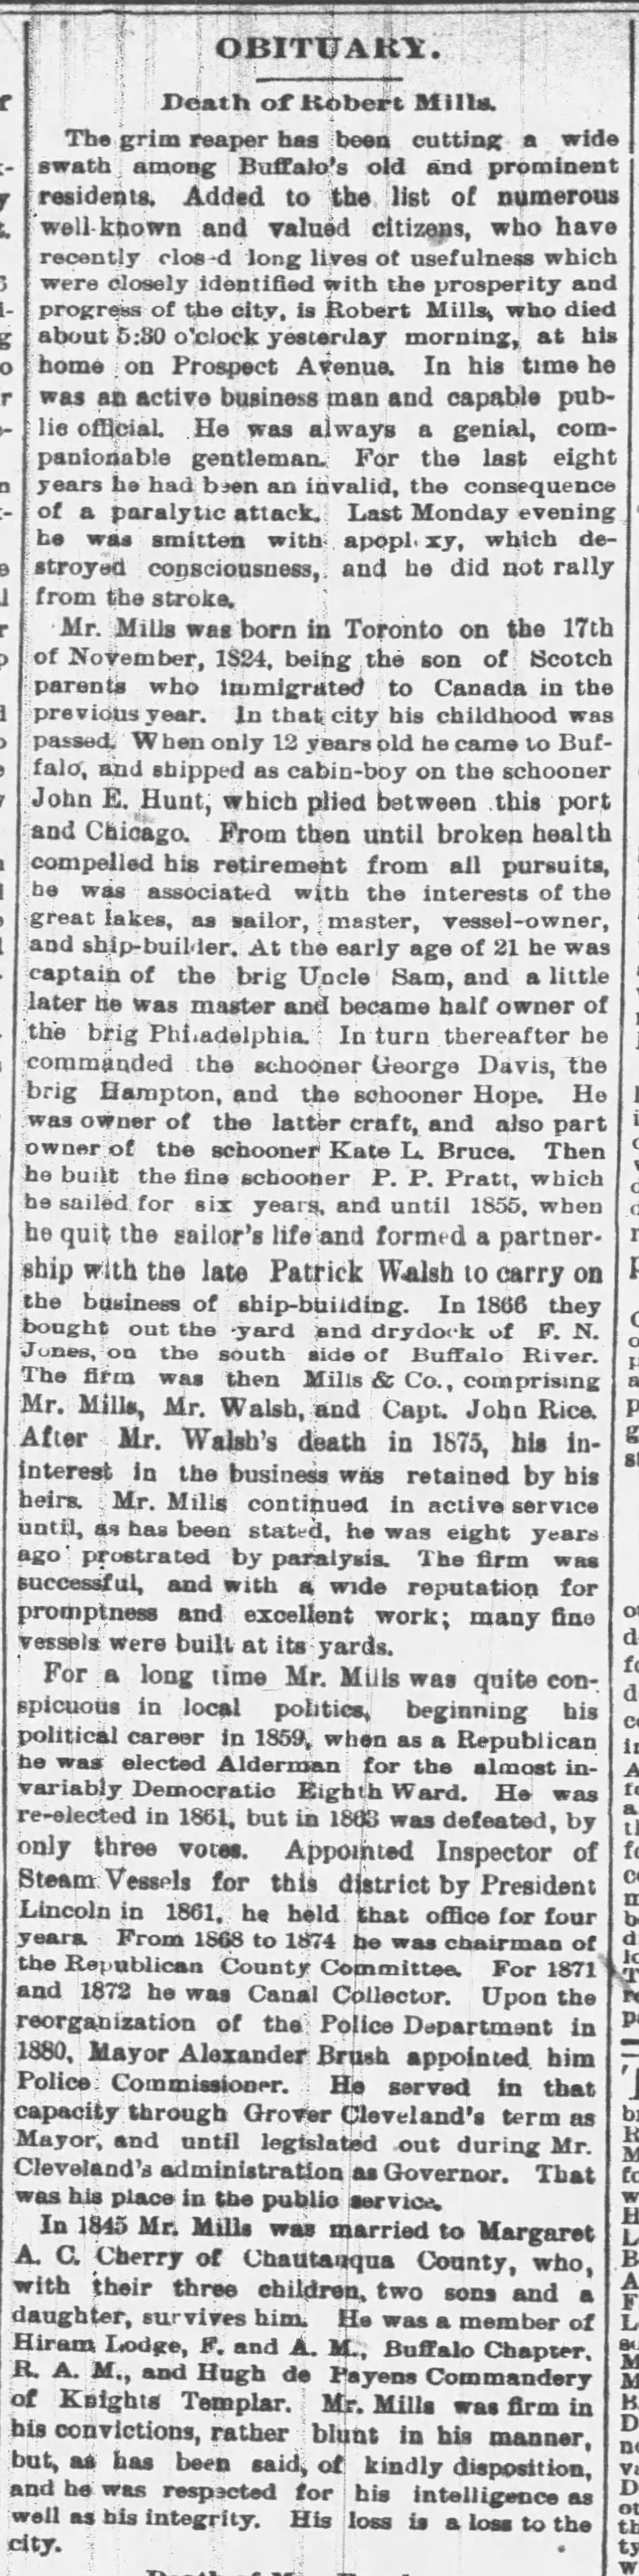 OBITUARY.
Death of Robert Mills.
The grim reaper has been cutting a wide
swath among Buffalo's old and prominent
residents. Added to the list of numerous
well-known and valued citizens, who have
recently clos-d long lives of usefulness which
were closely identified with the prosperity and
progress of the city, is Robert Mills, who died
about 5:30 o'clock yesterday morning, at his
home on Prospect Avenue. In his time he
was an active business man and capable pub-
lic official. He was always a genial, com-
panionable gentleman. For the last eight
years he had been an invalid, the consequence
of a paralytic attack. Last Monday evening
he was smitten with apoplexy, which de-
stroyed consciousness, and he did not rally
from the stroke.
Mr. Mills was born in Toronto on the 17th
of November, 1824, being the son of Scotch
parents who immigrated to Canada in the
previous year. In that city his childhood was
passed. When only 12 years old he came to Buf-
falo, and shipped as cabin-boy on the schooner
John E. Hunt, which plied between this port
and Chicago. From then until broken health
compelled his retirement from all pursuits,
he was associated with the interests of the
great lakes, as sailor, master, vessel-owner,
and ship-builder. At the early age of 21 he was
captain of the brig Uncle Sam, and a little
later he was master and became half owner of
the brig Philadelphia. In turn thereafter he
commanded the schooner George Davis, the
brig Hampton, and the schooner Hope. He
was owner of the latter craft, and also part
owner of the schooner Kate L. Bruce. Then
he built the fine schooner P. P. Pratt, which
he sailed for six years, and until 1855, when
he quit the sailor's life and formed a partner-
ship with the late Patrick Walsh to carry on
the business of ship-building. In 1866 they
bought out the yard and drydock of F. N.
Jones, on the south side of Buffalo River.
The firm was then Mills & Co., comprising
Mr. Mills, Mr. Walsh, and Capt. John Rice.
After Mr. Walsh's death in 1875, his in-
interest in the business was retained by his
heirs. Mr. Mills continued in active service
until, as has been stated, he was eight years
ago prostrated by paralysis. The firm was
successful, and with a wide reputation for
promptness and excellent work; many fine
vessels were built at its yards.
For a long time Mr. Mills was quite con-
spicuous in local politics, beginning his
political career in 1859, when as a Republican
he was elected Alderman for the almost in-
variably Democratic Eighth Ward. He was
re-elected in 1861, but in 1863 was defeated, by
only three votes. Appointed Inspector of
Steam Vessels for this district by President
Lincoln in 1861, he held that office for four
years. From 1868 to 1874 he was chairman of
the Republican County Committee. For 1871
and 1872 he was Canal Collector. Upon the
reorganization of the Police Department in
1880, Mayor Alexander Brush appointed him
Police Commissioner. He served in that
capacity through Grover Cleveland's term as
Mayor, and until legislated out during Mr.
Cleveland's administration as Governor. That
was his place in the public service.
In 1845 Mr. Mills was married to Margaret
A. C. Cherry of Chautauqua County, who,
with their three children, two sons and a
daughter, survives him. He was a member of
Hiram Lodge, F. and A. M., Buffalo Chapter,
R. A. M., and Hugh de Payens Commandery
of Knights Templar. Mr. Mills was firm in
his convictions, rather blunt in his manner,
but, as has been said, of kindly disposition,
and he was respected for his intelligence as
well as his integrity. His loss is a loss to the
city.